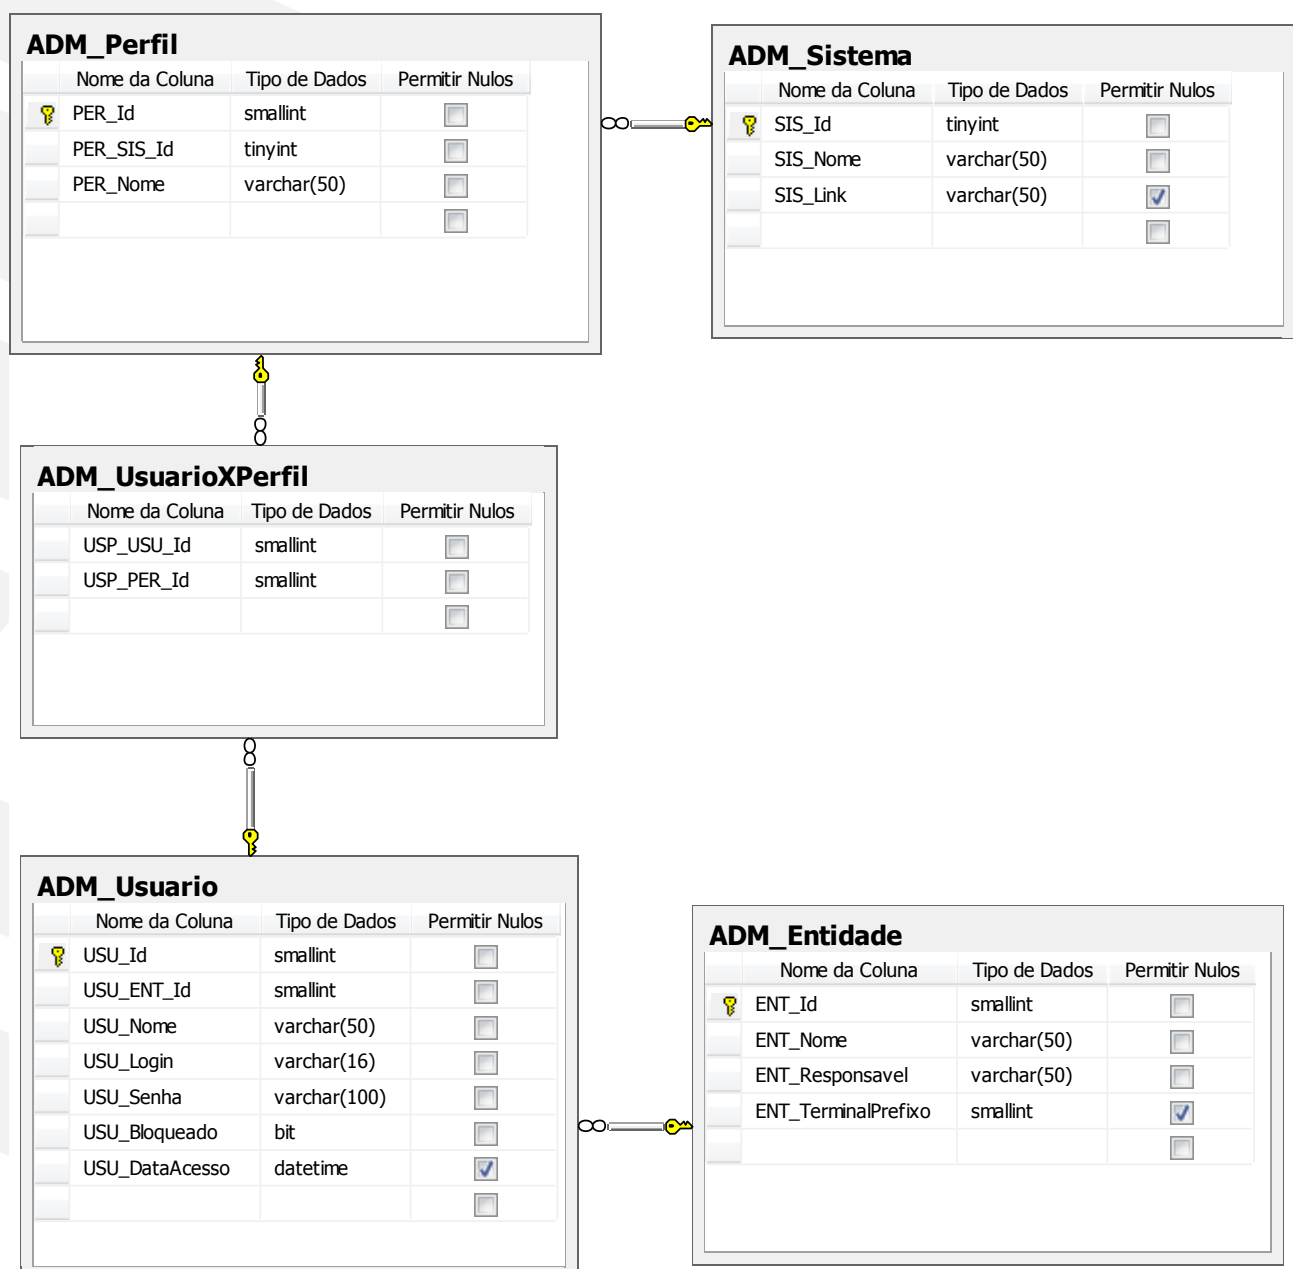 ADM_Perfil
Nome da Coluna Tipo de Dados Permitir Nulos
PER_Id smallint
PER_SIS_Id tinyint
PER_Nome varchar(50)
ADM_Sistema
Nome da Coluna Tipo de Dados Permitir Nulos
SIS_Id tinyint
SIS_Nome varchar(50)
SIS_Link varchar(50)
ADM_UsuarioXPerfil
Nome da Coluna Tipo de Dados Permitir Nulos
USP_USU_Id smallint
USP_PER_Id smallint
ADM_Usuario
Nome da Coluna Tipo de Dados Permitir Nulos
USU_Id smallint
USU_ENT_Id smallint
USU_Nome varchar(50)
USU_Login varchar(16)
USU_Senha varchar(100)
USU_Bloqueado bit
USU_DataAcesso datetime
ADM_Entidade
Nome da Coluna Tipo de Dados Permitir Nulos
ENT_Id smallint
ENT_Nome varchar(50)
ENT_Responsavel varchar(50)
ENT_TerminalPrefixo smallint